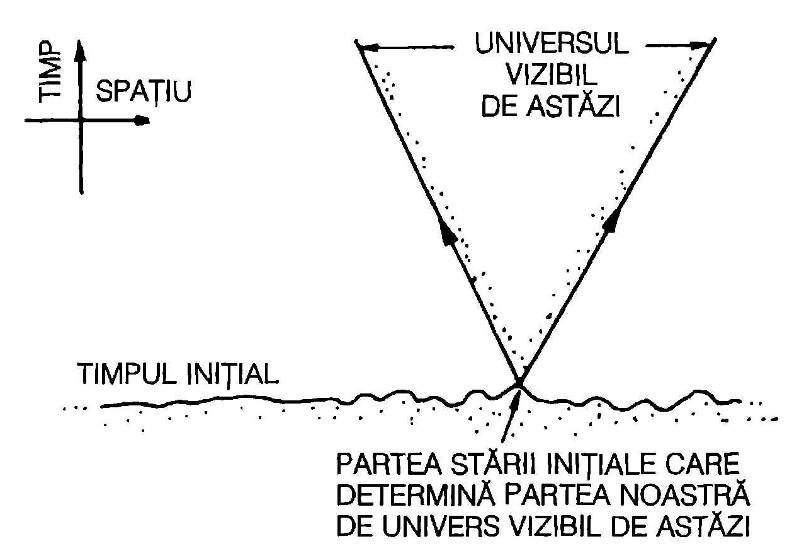 TIMP
SPAȚIU
UNIVERSUL
VIZIBIL
DE ASTĂZI
TIMPUL INIȚIAL
PARTEA STĂRII INIȚIALE CARE
DETERMINĂ PARTEA NOASTRĂ
DE UNIVERS VIZIBIL DE ASTĂZI